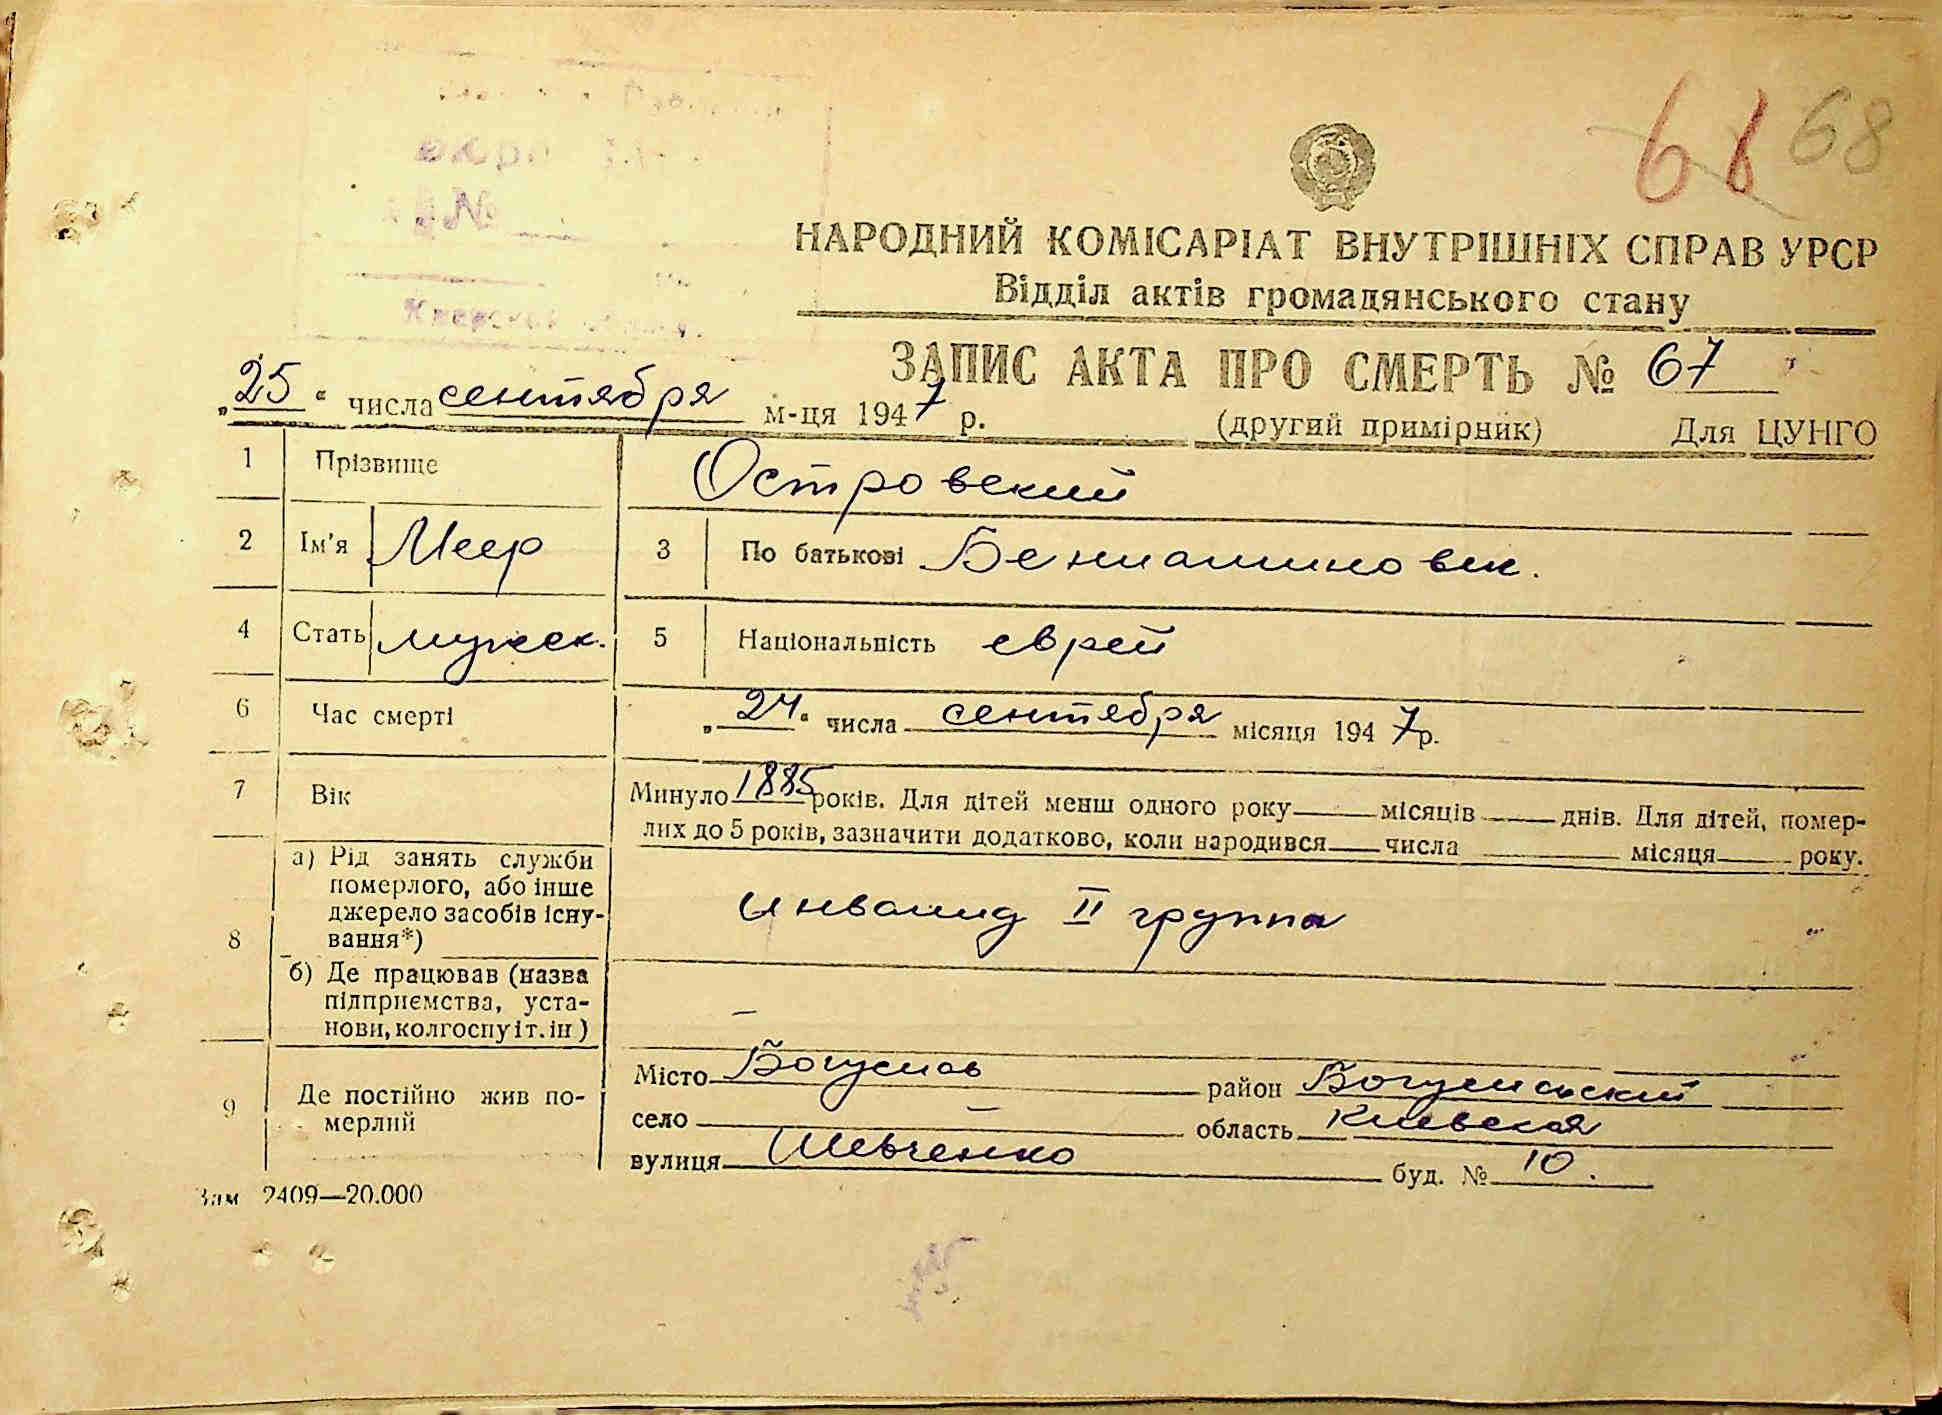 61 68
НАРОДНИЙ КОМІСАРІАТ ВНУТРІШНІХ СПРАВ УРСР
Відділ актів громадянського стану
ЗАПИС АКТА ПРО СМЕРТЬ № 67
„25“ числа сентября м-ця 1947 р. (другий примірник) Для ЦУНГО
1 Прізвище Островский
2 Ім'я Меер 3 По батькові Бениаминович.
4 Стать мужск. 5 Національність еврей
6 Час смерті „24“ числа сентября місяця 1947 р.
7 Вік Минуло 1885 років. Для дітей менш одного року місяців днів. Для дітей, помер-
лих до 5 років, зазначити додатково, коли народився числа місяця року.
8 а) Рід занять служби
померлого, або інше
джерело засобів існу-
вання*)
инвалид II группа
б) Де працював (назва
підприємства, уста-
нови, колгоспу і т. ін)
—
9 Де постійно жив по-
мерлий
Місто Богуслав район Богуславский
село — область Киевская
вулиця Шевченко буд. № 10.
Зам 2409—20.000